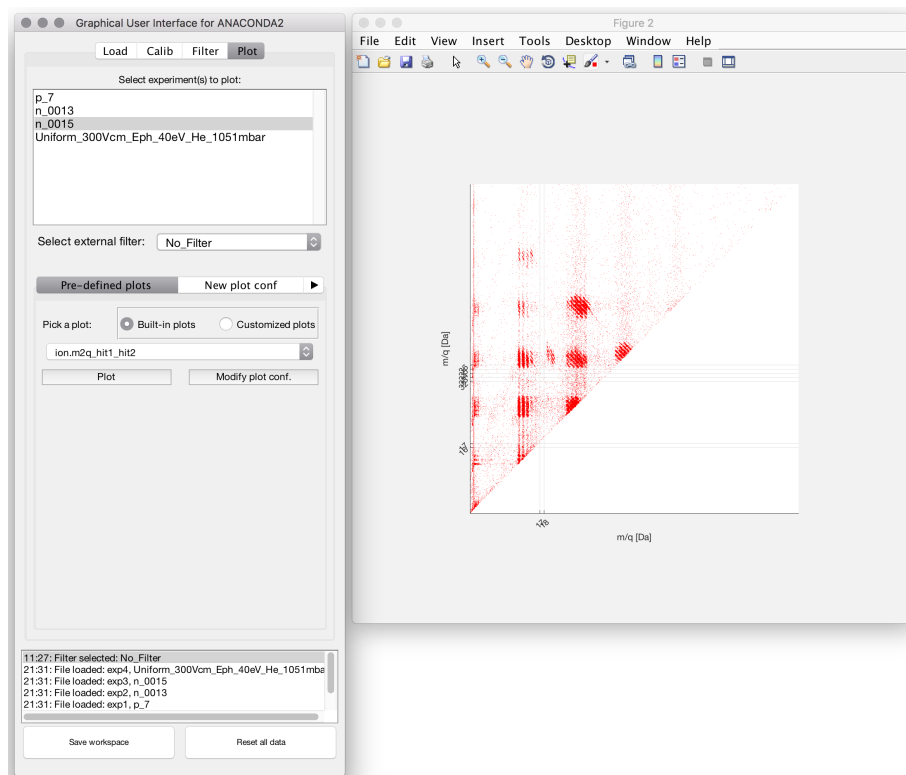 Graphical User Interface for ANACONDA2
Load Calib Filter Plot
Select experiment(s) to plot:
p_7
n_0013
n_0015
Uniform_300Vcm_Eph_40eV_He_1051mbar
Select external filter: No_Filter
Pre-defined plots New plot conf
Pick a plot: Built-in plots Customized plots
ion.m2q_hit1_hit2
Plot Modify plot conf.
11:27: Filter selected: No_Filter
21:31: File loaded: exp4, Uniform_300Vcm_Eph_40eV_He_1051mba
21:31: File loaded: exp3, n_0015
21:31: File loaded: exp2, n_0013
21:31: File loaded: exp1, p_7
Save workspace Reset all data
Figure 2
File Edit View Insert Tools Desktop Window Help
m/q [Da]
m/q [Da]